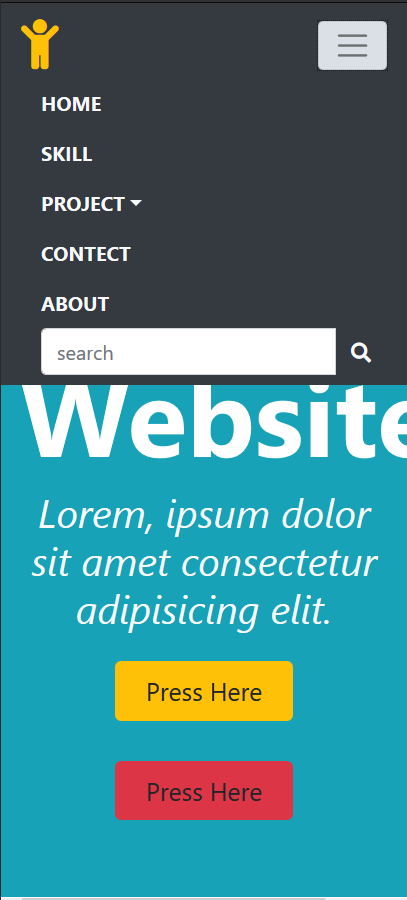 HOME
SKILL
PROJECT
CONTECT
ABOUT
search
Website
Lorem, ipsum dolor
sit amet consectetur
adipisicing elit.
Press Here
Press Here